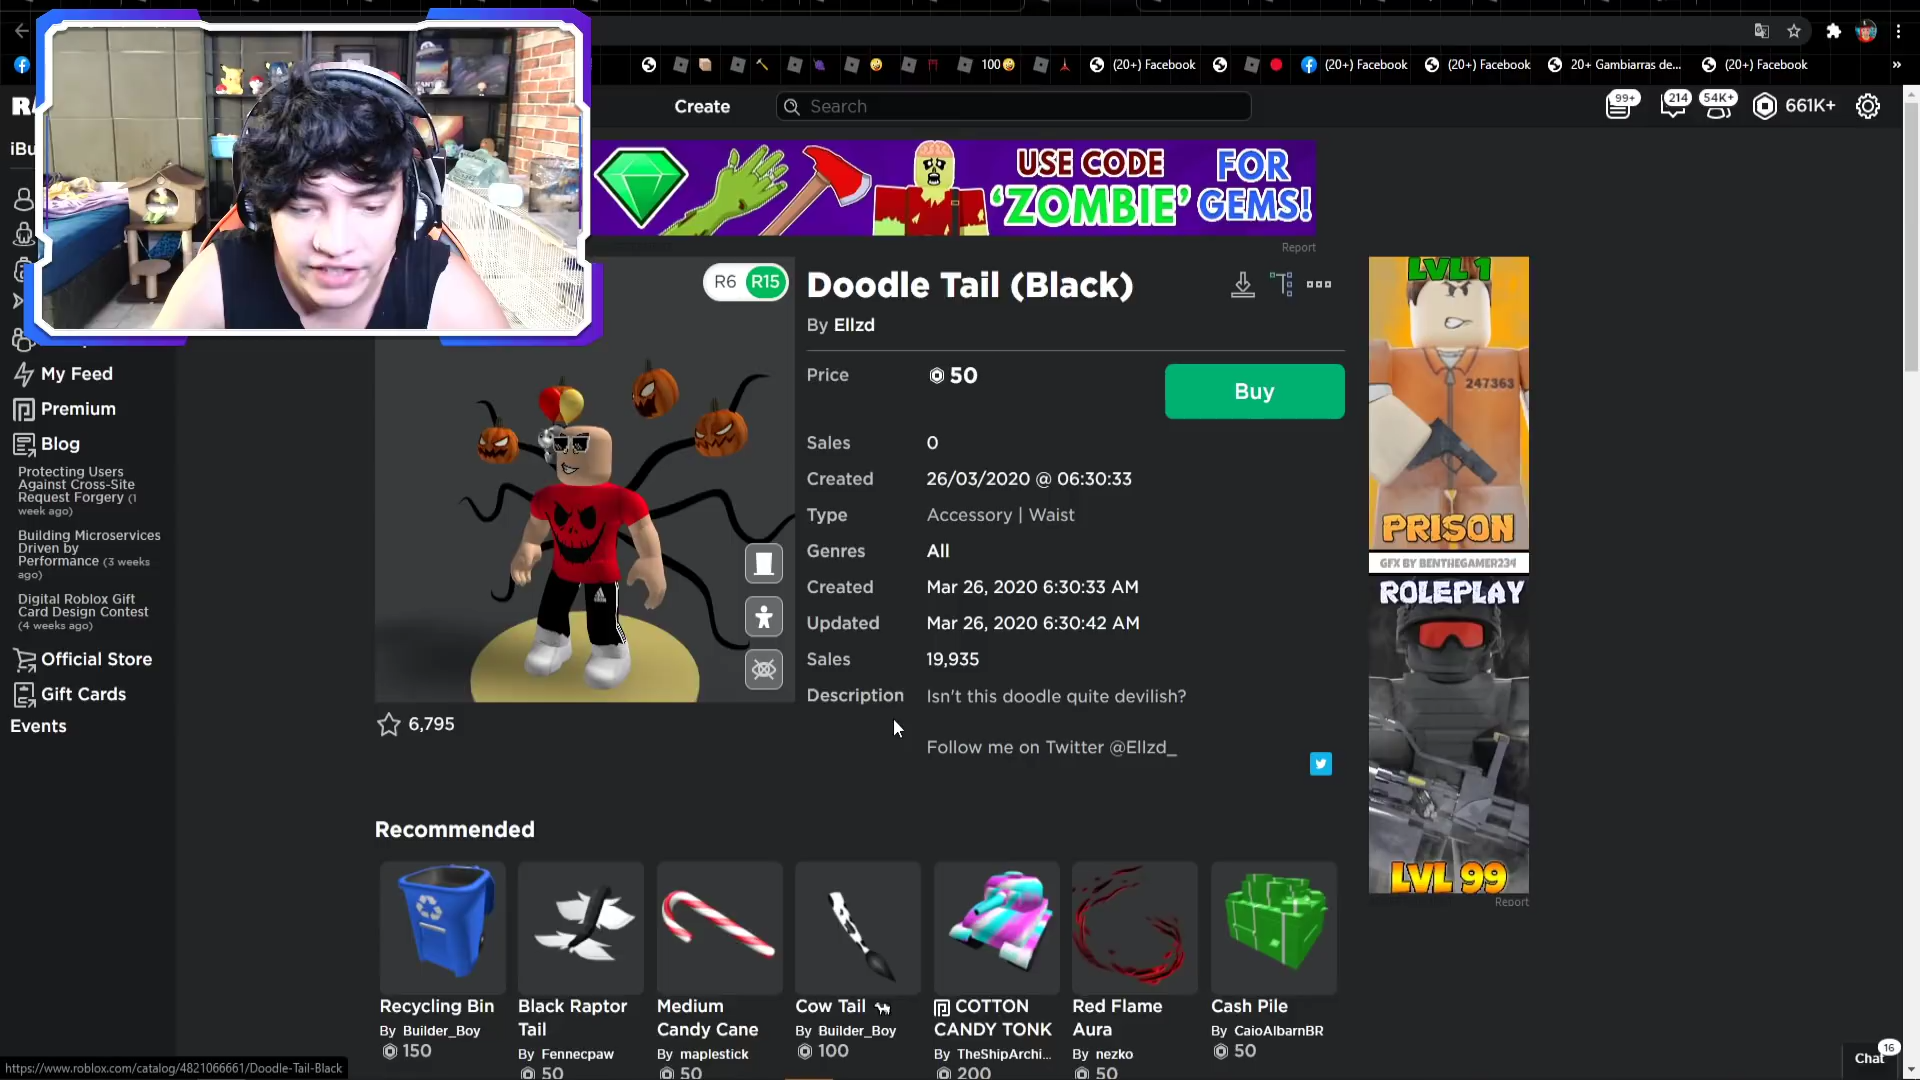 (20+) Facebook
(20+) Facebook
(20+) Facebook
20+ Gambiarras de...
(20+) Facebook
»
100
Create
Search
99+
214
54K+
661K+
iBu
USE CODE
'ZOMBIE'
FOR
GEMS!
Report
R6
R15
Doodle Tail (Black)
By Ellzd
Price
50
Buy
Sales
0
Created
26/03/2020 @ 06:30:33
Type
Accessory | Waist
Genres
All
Created
Mar 26, 2020 6:30:33 AM
Updated
Mar 26, 2020 6:30:42 AM
Sales
19,935
Description
Isn't this doodle quite devilish?
Follow me on Twitter @Ellzd_
6,795
My Feed
Premium
Blog
Protecting Users
Against Cross-Site
Request Forgery (1
week ago)
Building Microservices
Driven by
Performance (3 weeks
ago)
Digital Roblox Gift
Card Design Contest
(4 weeks ago)
Official Store
Gift Cards
Events
LVL 1
247363
PRISON
GFX BY BENTHEGAMER234
ROLEPLAY
LVL 99
Report
Recommended
Recycling Bin
By Builder_Boy
150
Black Raptor
Tail
By Fennecpaw
50
Medium
Candy Cane
By maplestick
50
Cow Tail
By Builder_Boy
100
COTTON
CANDY TONK
By TheShipArchi...
200
Red Flame
Aura
By nezko
50
Cash Pile
By CaioAlbarnBR
50
Chat
16
https://www.roblox.com/catalog/4821066661/Doodle-Tail-Black